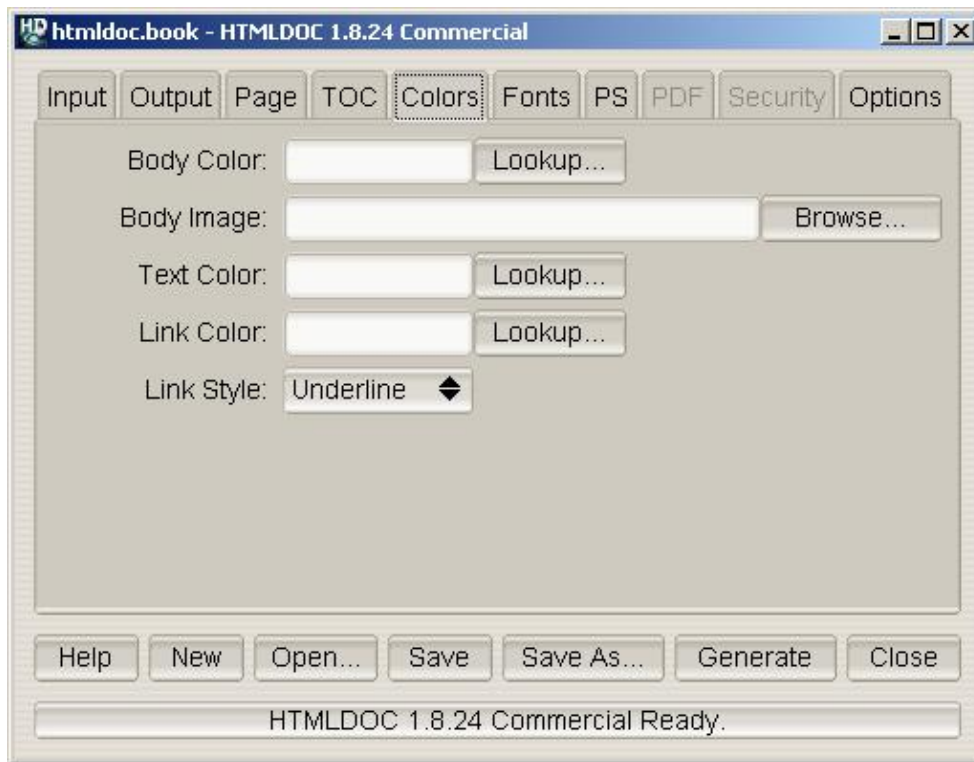 HD htmldoc.book - HTMLDOC 1.8.24 Commercial
Input Output Page TOC Colors Fonts PS PDF Security Options
Body Color: Lookup...
Body Image: Browse...
Text Color: Lookup...
Link Color: Lookup...
Link Style: Underline
Help New Open... Save Save As... Generate Close
HTMLDOC 1.8.24 Commercial Ready.